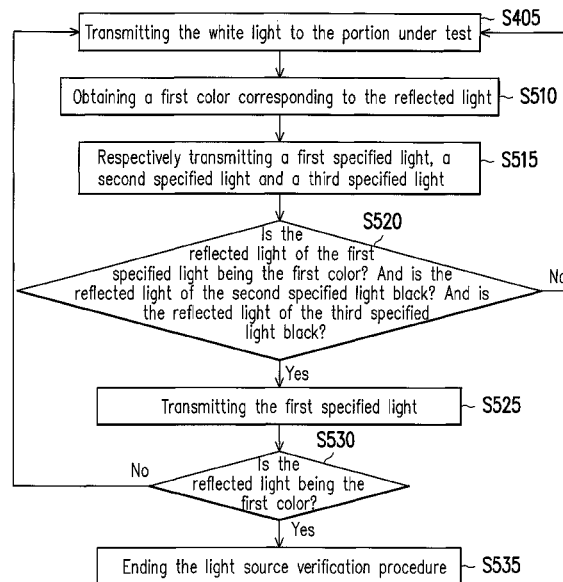 S405
Transmitting the white light to the portion under test
Obtaining a first color corresponding to the reflected light
S510
Respectively transmitting a first specified light, a
second specified light and a third specified light
S515
S520
Is the
reflected light of the first
specified light being the first color? And is the
reflected light of the second specified light black? And is
the reflected light of the third specified
light black?
No
Yes
Transmitting the first specified light
S525
S530
Is the
reflected light being the
first color?
No
Yes
Ending the light source verification procedure
S535